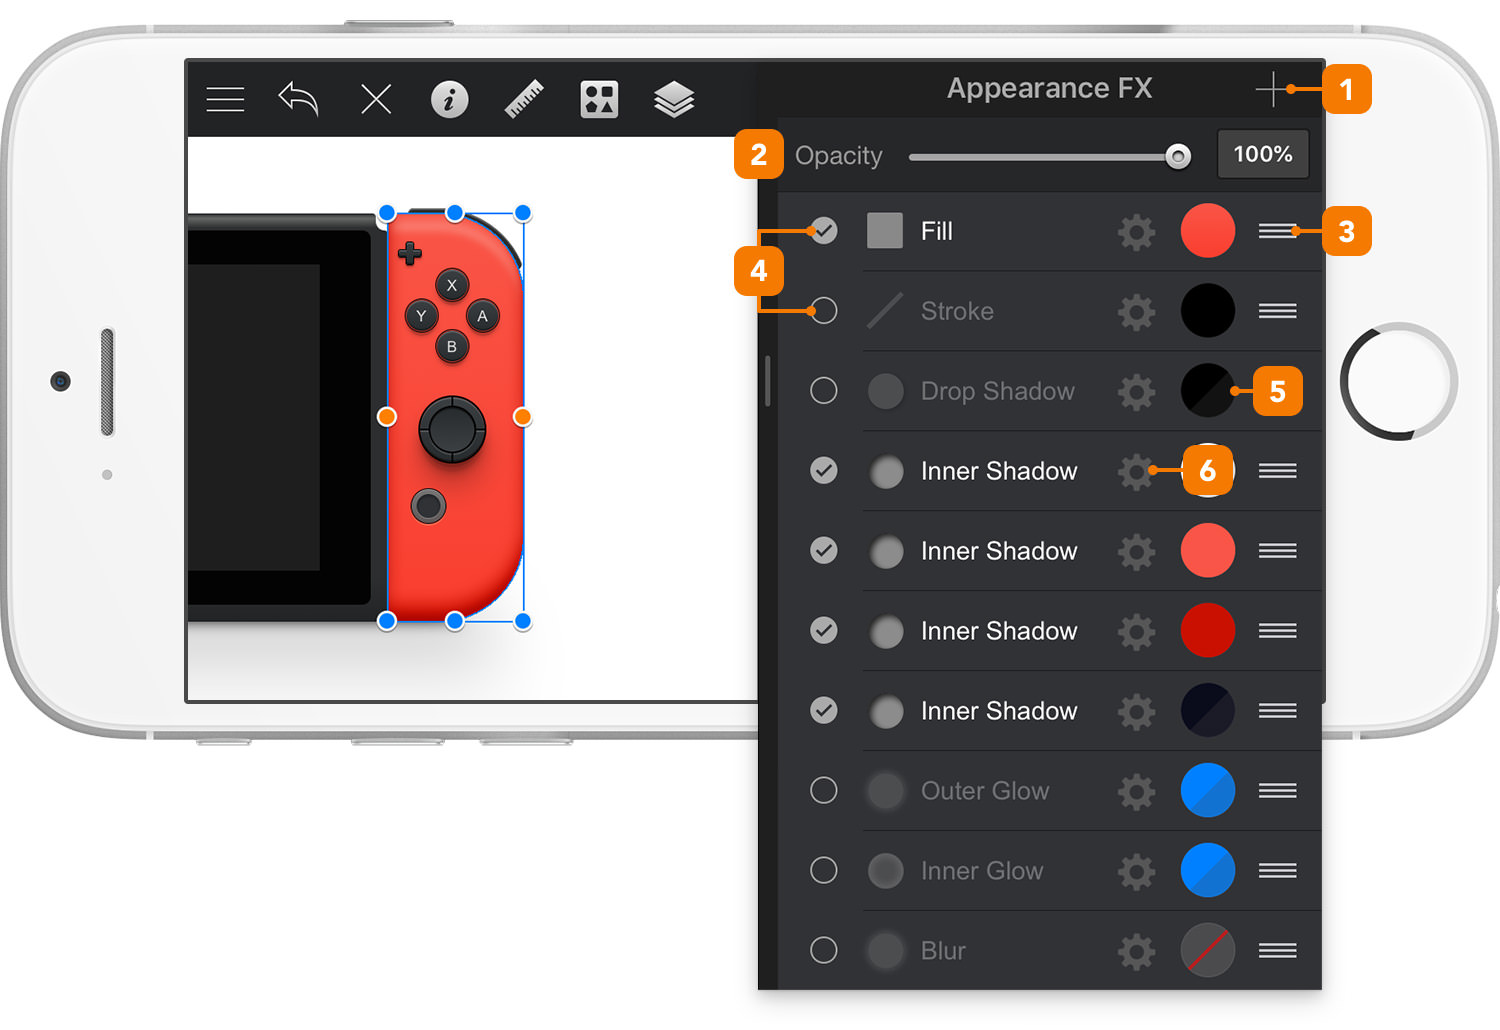 Appearance FX
1
2
Opacity
100%
Fill
3
4
Stroke
Drop Shadow
5
Inner Shadow
6
Inner Shadow
Inner Shadow
Inner Shadow
Outer Glow
Inner Glow
Blur
X
Y
A
B
i